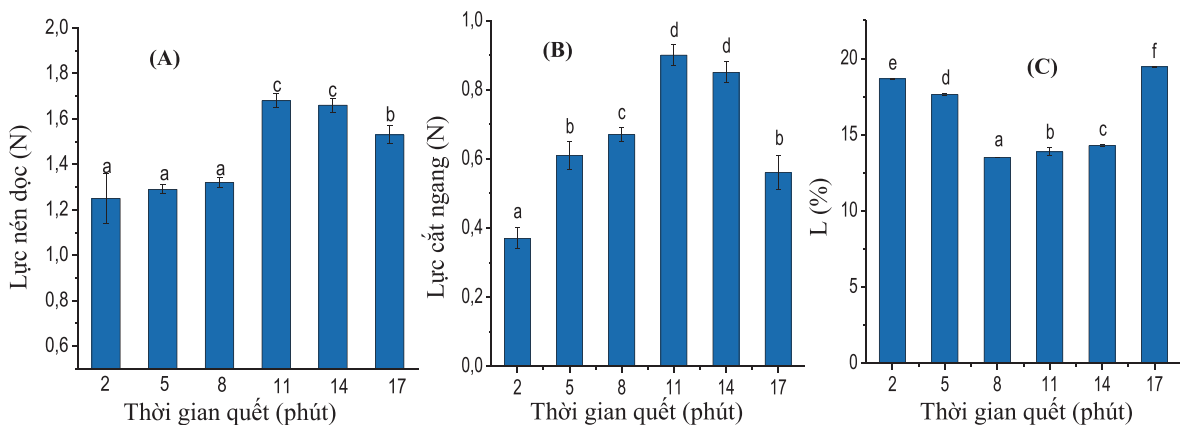 (A)
Lực nén dọc (N)
2,0
1,8
1,6
1,4
1,2
1,0
0,8
0,6
a
a
a
c
c
b
2
5
8
11
14
17
Thời gian quết (phút)
(B)
Lực cắt ngang (N)
1,0
0,8
0,6
0,4
0,2
0,0
a
b
c
d
d
b
2
5
8
11
14
17
Thời gian quết (phút)
(C)
L (%)
20
15
10
5
0
e
d
a
b
c
f
2
5
8
11
14
17
Thời gian quết (phút)